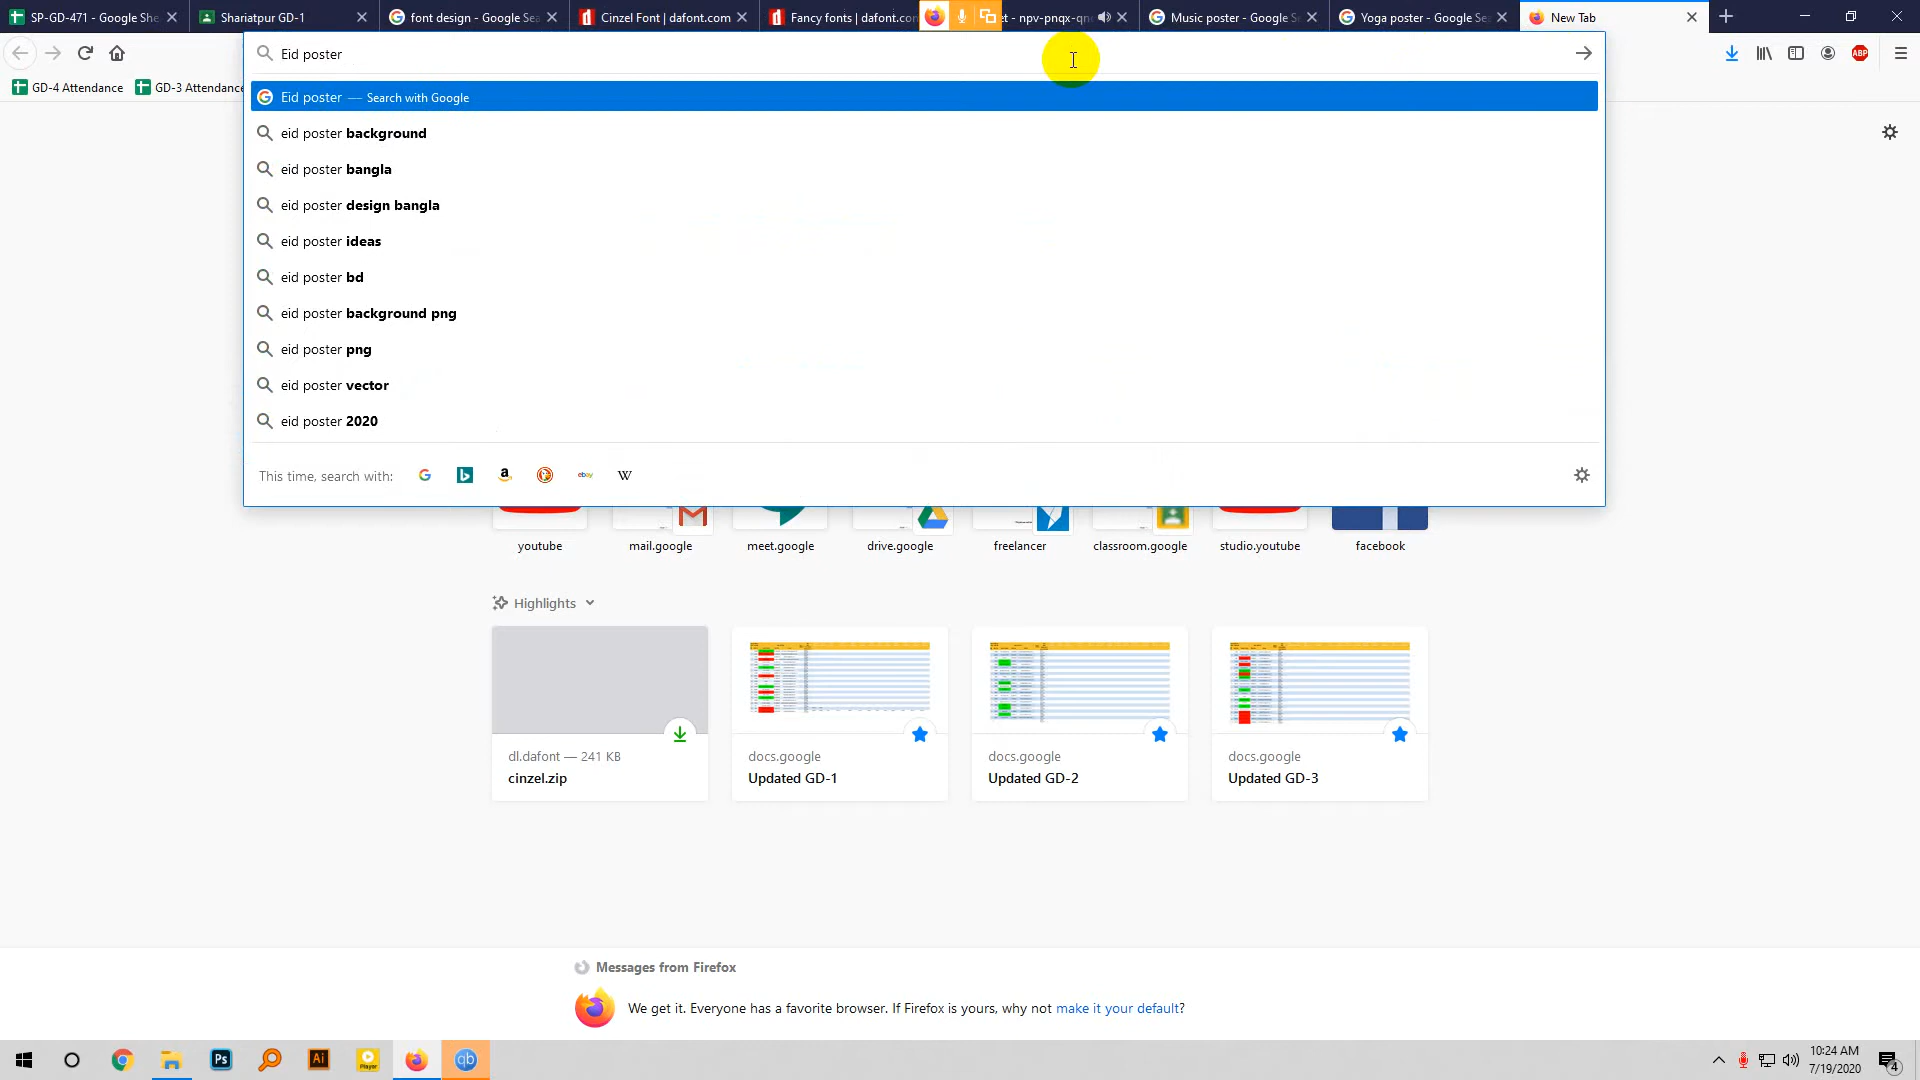 SP-GD-471 - Google She
Shariatpur GD-1
font design - Google Sea
Cinzel Font | dafont.com
Fancy fonts | dafont.con
et - npv-pnqx-qn
Music poster - Google S
Yoga poster - Google Sea
New Tab
Eid poster
GD-4 Attendance
GD-3 Attendance
Eid poster — Search with Google
eid poster background
eid poster bangla
eid poster design bangla
eid poster ideas
eid poster bd
eid poster background png
eid poster png
eid poster vector
eid poster 2020
This time, search with:
youtube
mail.google
meet.google
drive.google
freelancer
classroom.google
studio.youtube
facebook
Highlights
dl.dafont — 241 KB
cinzel.zip
docs.google
Updated GD-1
docs.google
Updated GD-2
docs.google
Updated GD-3
Messages from Firefox
We get it. Everyone has a favorite browser. If Firefox is yours, why not make it your default?
10:24 AM
7/19/2020